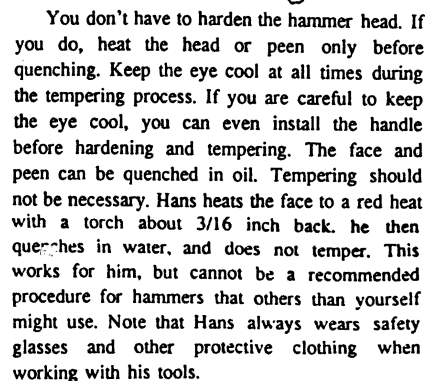 You don't have to harden the hammer head. If
you do, heat the head or peen only before
quenching. Keep the eye cool at all times during
the tempering process. If you are careful to keep
the eye cool, you can even install the handle
before hardening and tempering. The face and
peen can be quenched in oil. Tempering should
not be necessary. Hans heats the face to a red heat
with a torch about 3/16 inch back. he then
quenches in water, and does not temper. This
works for him, but cannot be a recommended
procedure for hammers that others than yourself
might use. Note that Hans always wears safety
glasses and other protective clothing when
working with his tools.